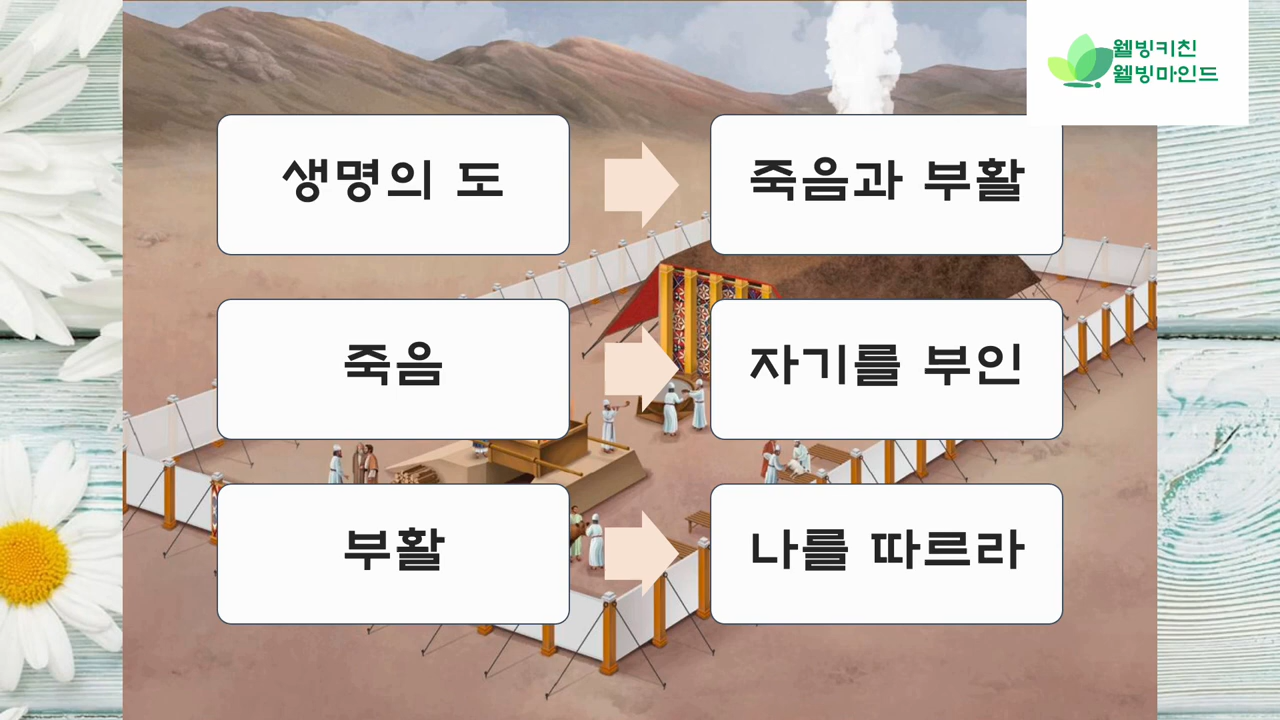 웰빙키친
웰빙마인드
생명의 도
죽음과 부활
죽음
자기를 부인
부활
나를 따르라